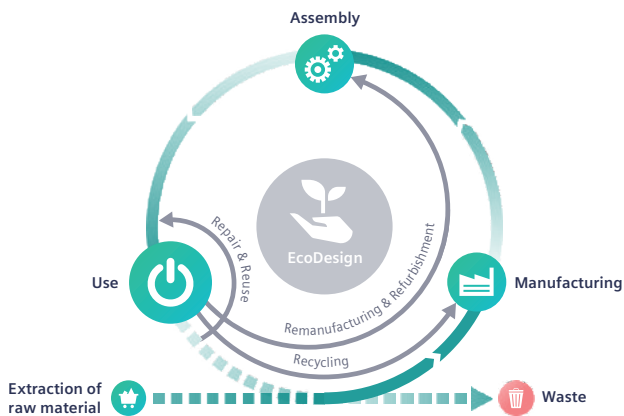 Assembly
Repair & Reuse
EcoDesign
Use
Manufacturing
Remanufacturing & Refurbishment
Recycling
Extraction of
raw material
Waste